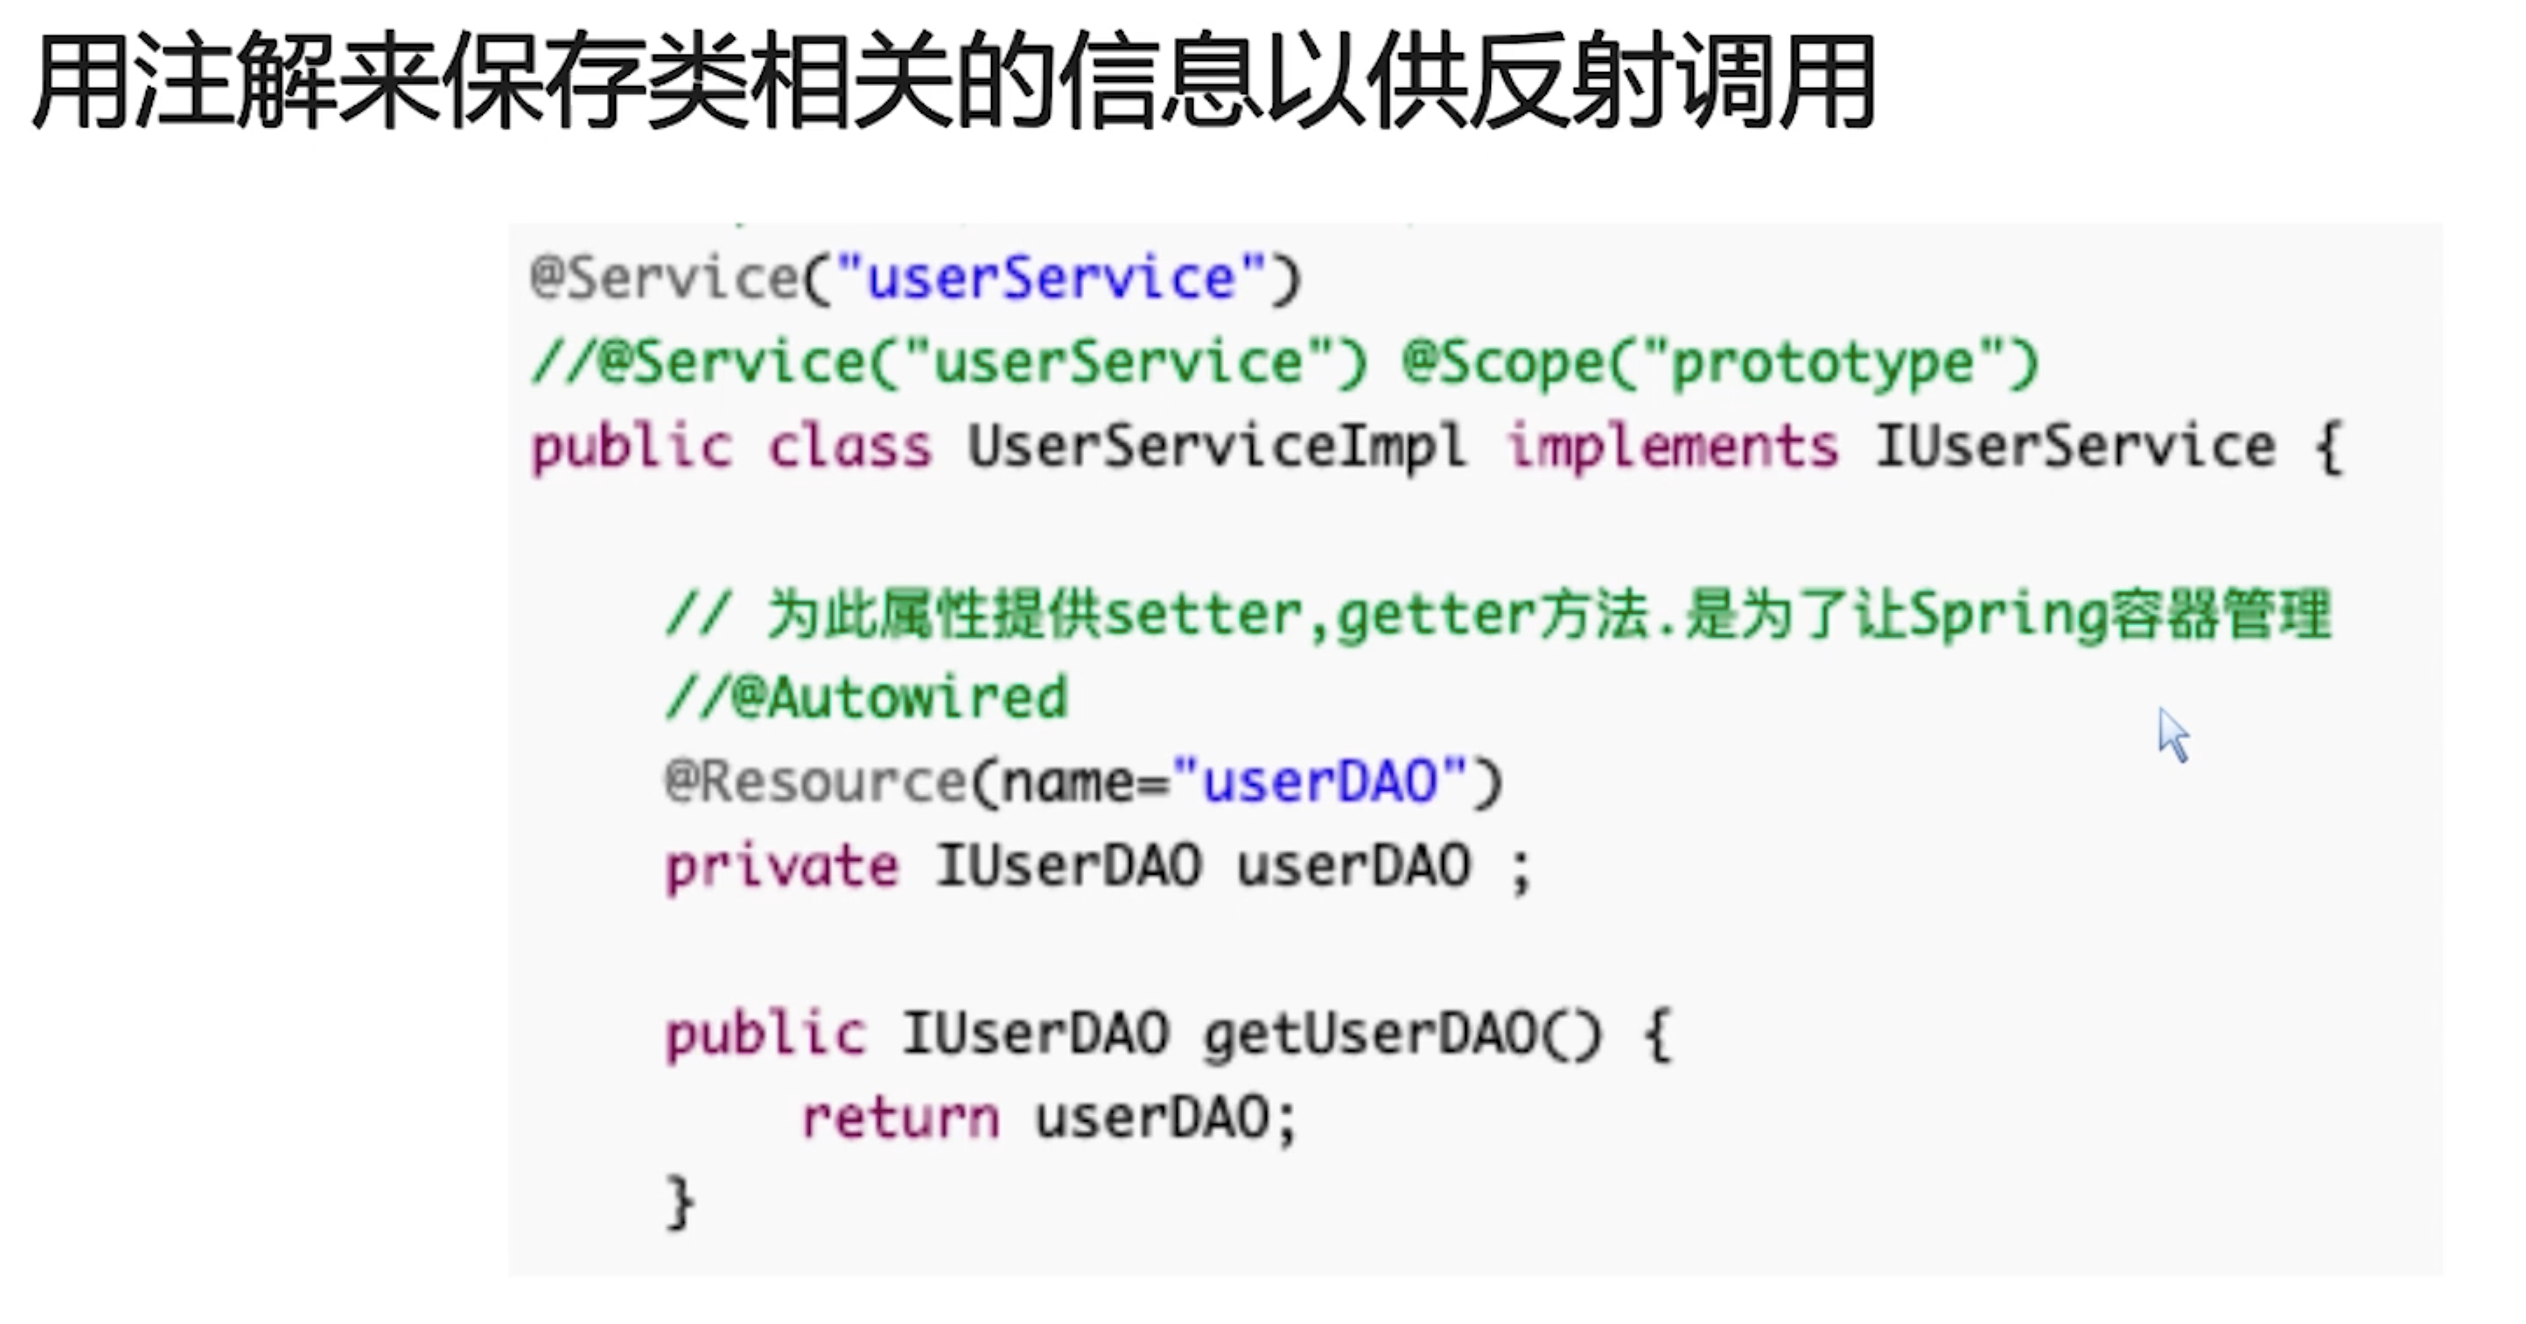 用注解来保存类相关的信息以供反射调用
@Service("userService")
//@Service("userService") @Scope("prototype")
public class UserServiceImpl implements IUserService {
// 为此属性提供setter,getter方法.是为了让Spring容器管理
//@Autowired
@Resource(name="userDAO")
private IUserDAO userDAO ;
public IUserDAO getUserDAO() {
return userDAO;
}